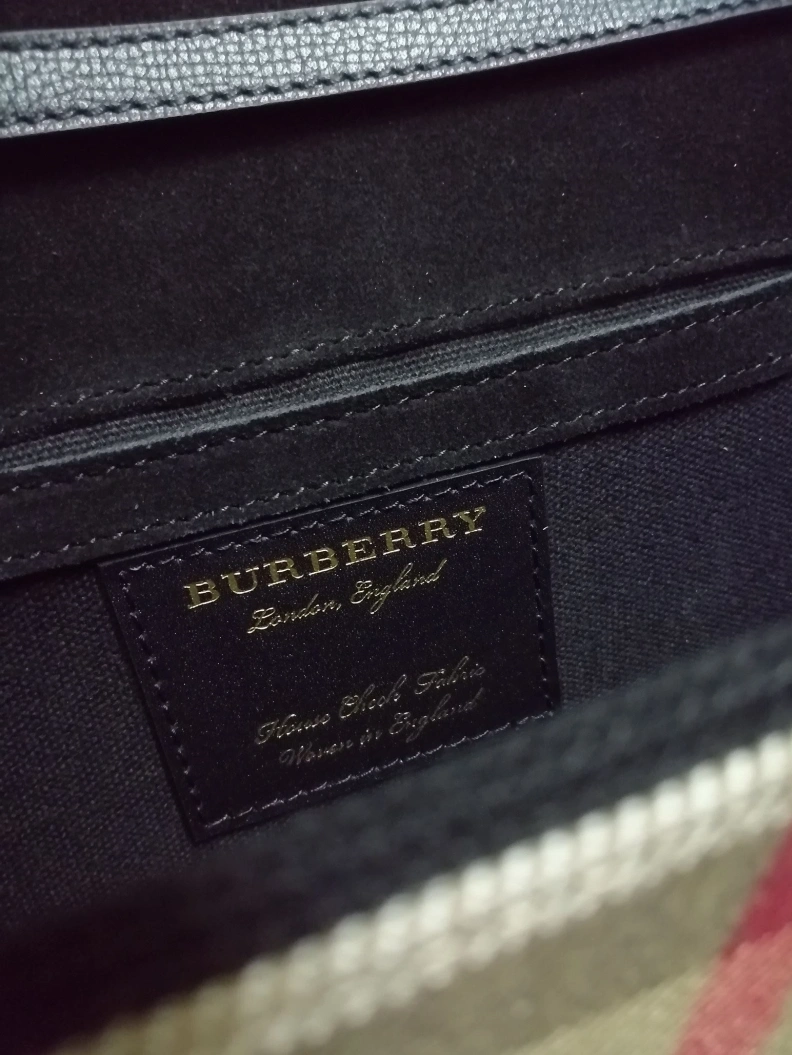 BURBERRY
London, England
House Check Fabric
Woven in England